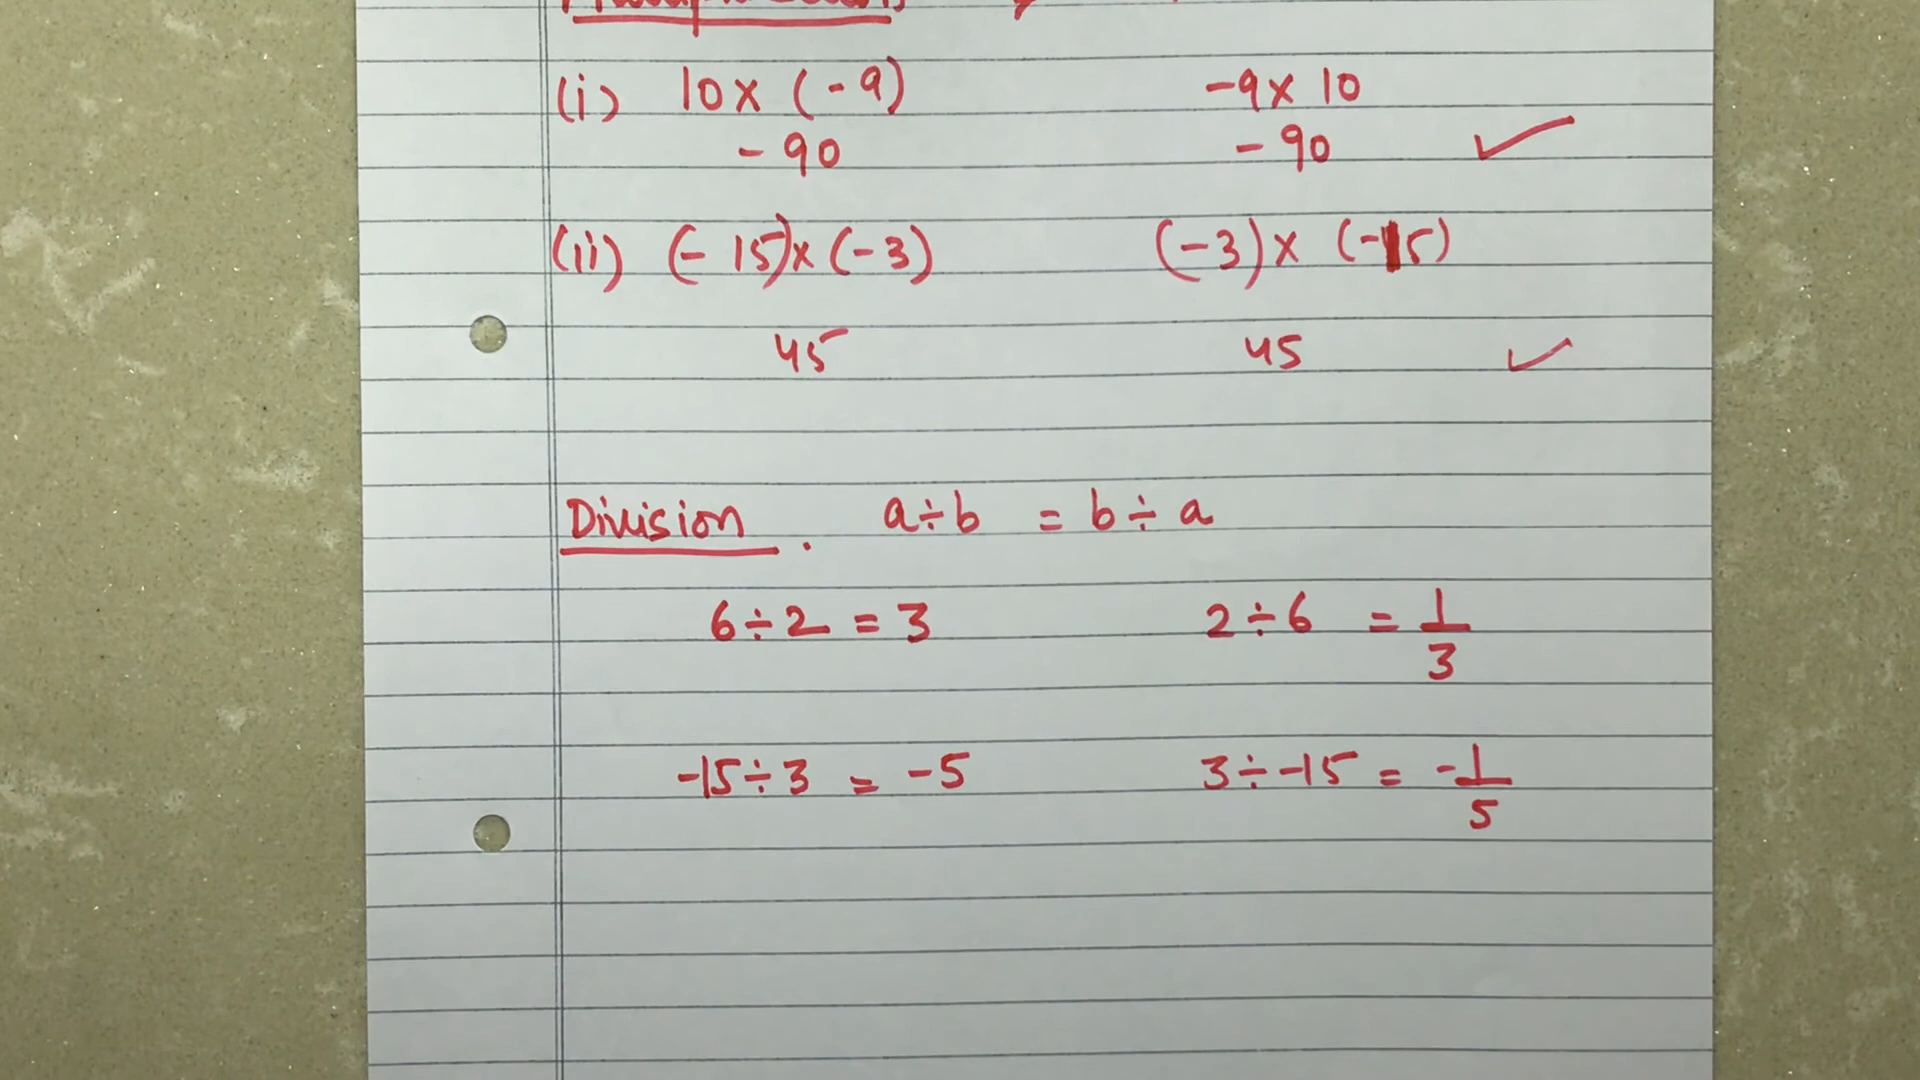 (i) 10 x (-9) -9 x 10
-90 -90 ✓
(ii) (-15) x (-3) (-3) x (-15)
45 45 ✓
Division . a÷b = b÷a
6÷2 = 3 2÷6 = 1/3
-15÷3 = -5 3÷-15 = -1/5